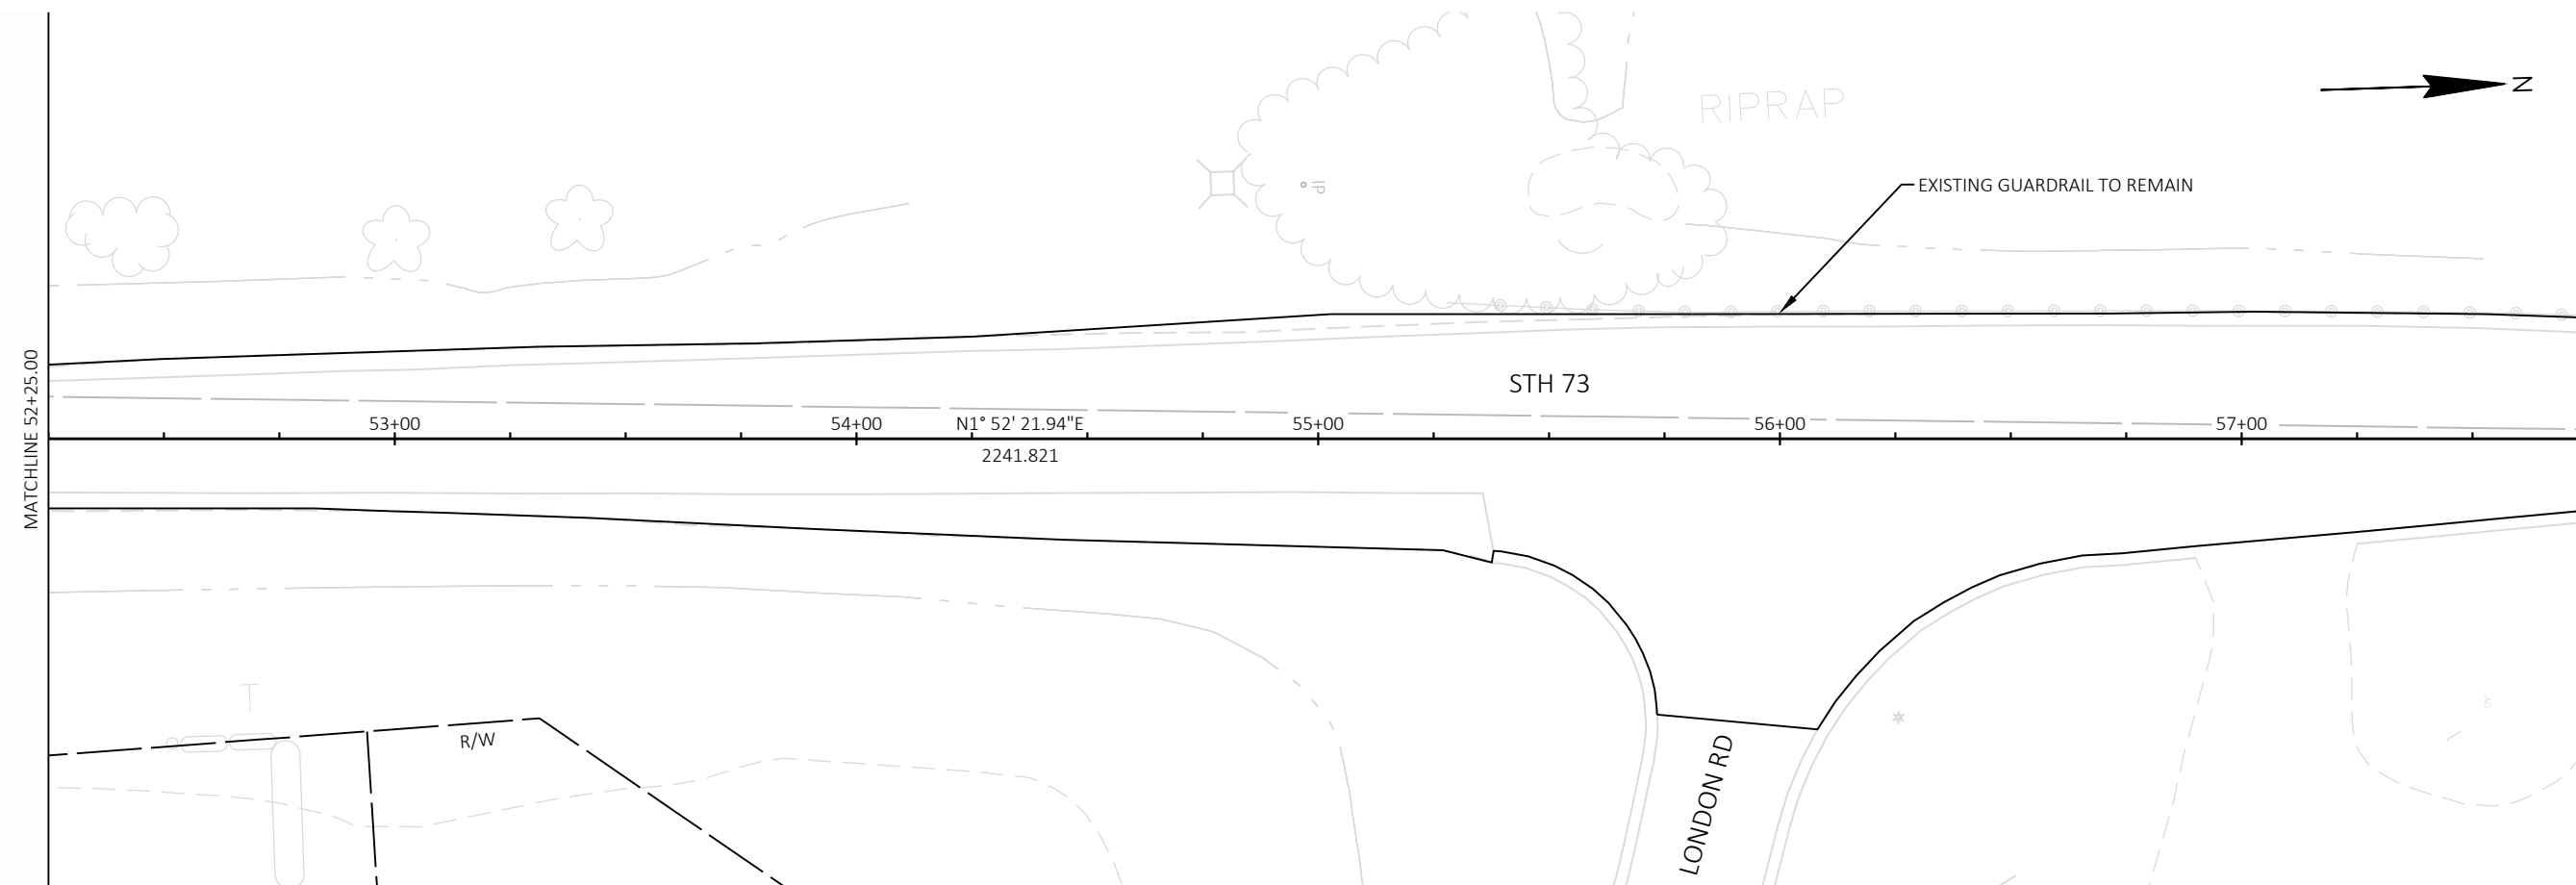 N
RIPRAP
IP
EXISTING GUARDRAIL TO REMAIN
MATCHLINE 52+25.00
STH 73
53+00
54+00
N1° 52' 21.94"E
55+00
56+00
57+00
2241.821
R/W
LONDON RD